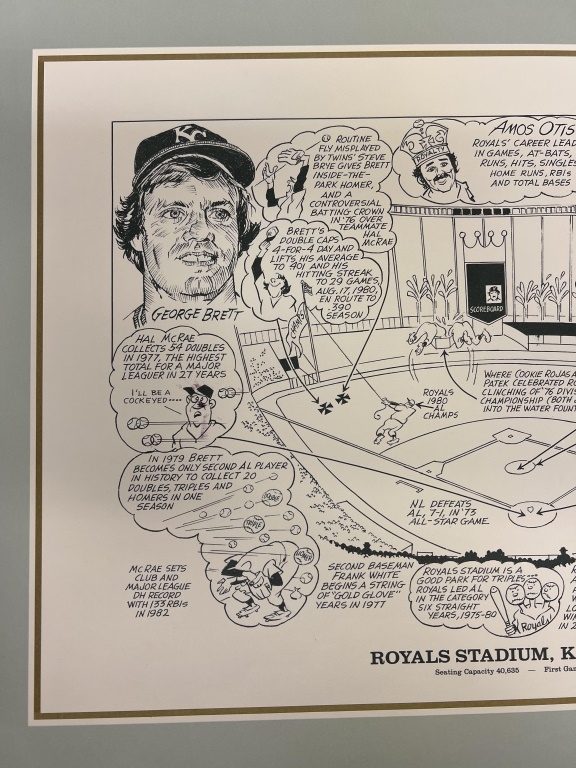 KC
GEORGE BRETT
ROUTINE
FLY MISPLAYED
BY TWINS' STEVE
BRYE GIVES BRETT
INSIDE-THE-
PARK HOMER,
AND A
CONTROVERSIAL
BATTING CROWN
IN '76 OVER
TEAMMATE
HAL
McRAE
ROYALTY
AMOS OTIS
ROYALS' CAREER LEAD
IN GAMES, AT-BATS,
RUNS, HITS, SINGLES
HOME RUNS, RBIs
AND TOTAL BASES
BRETT'S
DOUBLE CAPS
4-FOR-4 DAY AND
LIFTS HIS AVERAGE
TO .401 AND HIS
HITTING STREAK
TO 29 GAMES,
AUG. 17, 1980,
EN ROUTE TO
.390
SEASON
SCOREBOARD
HAL McRAE
COLLECTS 54 DOUBLES
IN 1977, THE HIGHEST
TOTAL FOR A MAJOR
LEAGUER IN 27 YEARS
I'LL BE A
COCKEYED----
ROYALS
1980
AL
CHAMPS
WHERE COOKIE ROJAS A
PATEK CELEBRATED RO
CLINCHING OF '76 DIVIS
CHAMPIONSHIP (BOTH
INTO THE WATER FOUNT
IN 1979 BRETT
BECOMES ONLY SECOND AL PLAYER
IN HISTORY TO COLLECT 20
DOUBLES, TRIPLES AND
HOMERS IN ONE
SEASON
DOUBLE
TRIPLE
HOMER
NL DEFEATS
AL, 7-1, IN '73
ALL-STAR GAME.
McRAE SETS
CLUB AND
MAJOR LEAGUE
DH RECORD
WITH 133 RBIs
IN 1982
SECOND BASEMAN
FRANK WHITE
BEGINS A STRING
OF "GOLD GLOVE"
YEARS IN 1977
ROYALS STADIUM IS A
GOOD PARK FOR TRIPLES---
ROYALS LED AL
IN THE CATEGORY
SIX STRAIGHT
YEARS, 1975-80
Royals
ROYALS STADIUM, K
Seating Capacity 40,635 — First Gam